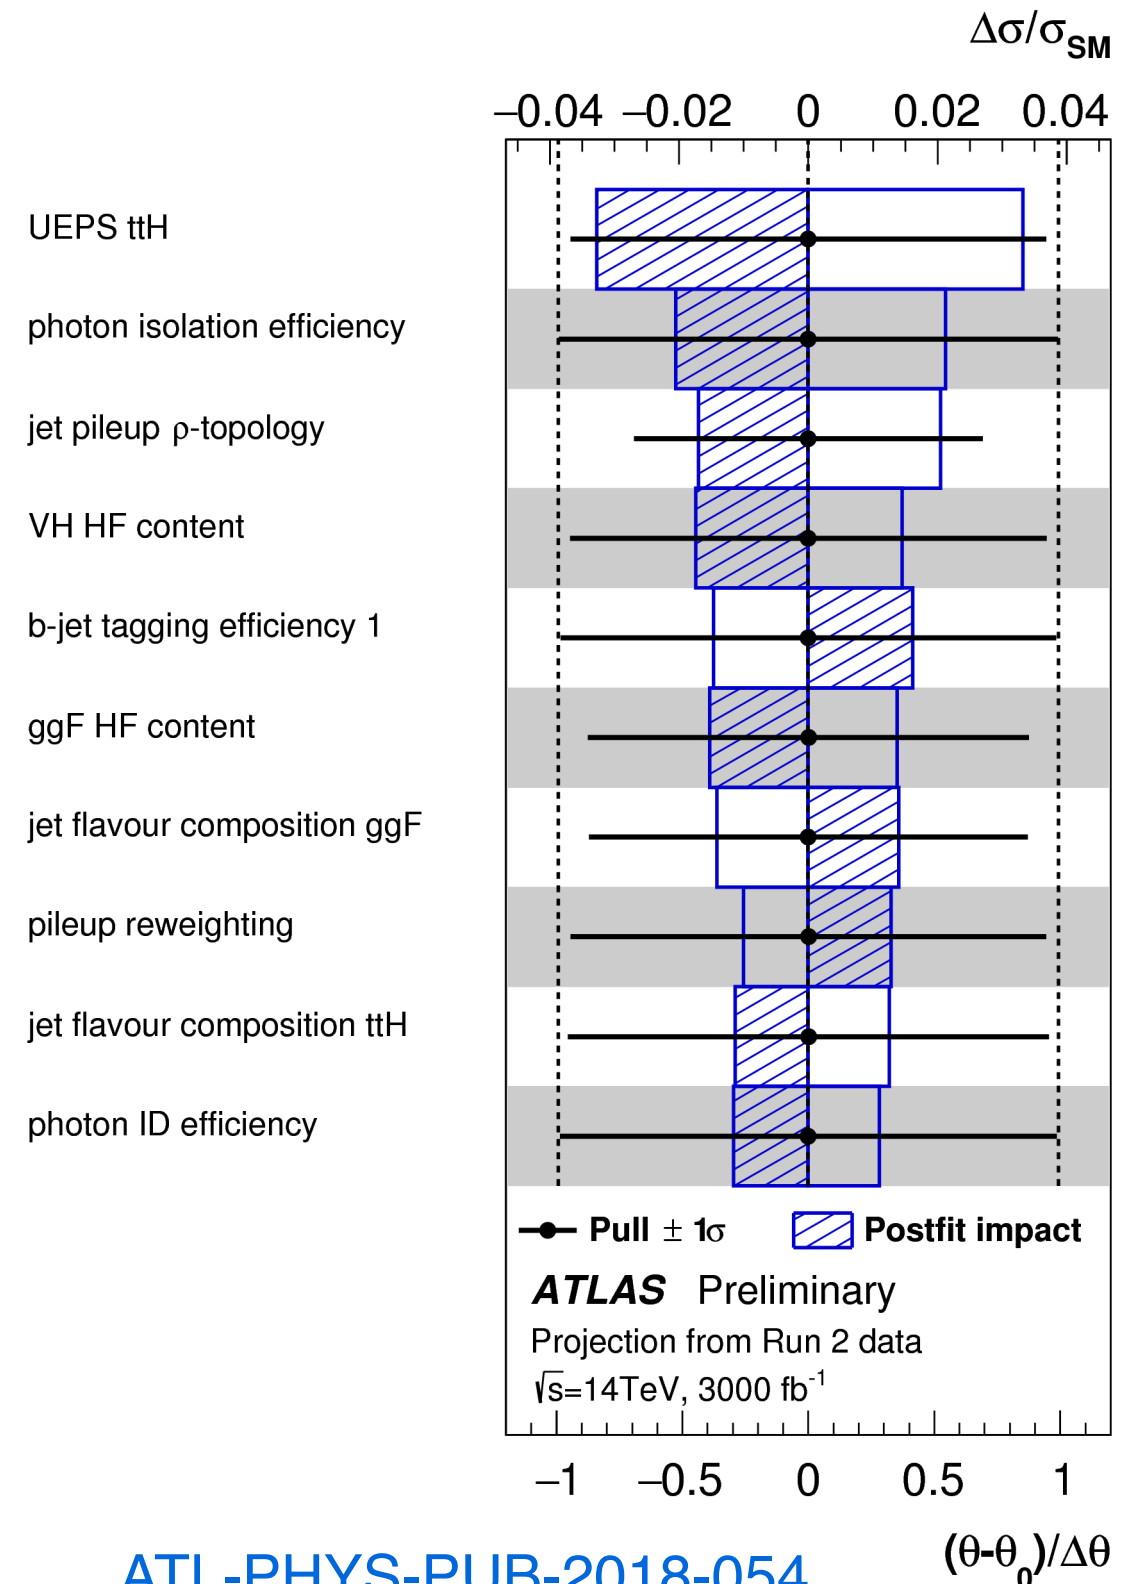 Δσ/σSM
−0.04 −0.02 0 0.02 0.04
UEPS ttH
photon isolation efficiency
jet pileup ρ-topology
VH HF content
b-jet tagging efficiency 1
ggF HF content
jet flavour composition ggF
pileup reweighting
jet flavour composition ttH
photon ID efficiency
Pull ± 1σ Postfit impact
ATLAS Preliminary
Projection from Run 2 data
√s=14TeV, 3000 fb-1
−1 −0.5 0 0.5 1
(θ-θ0)/Δθ
ATL-PHYS-PUB-2018-054